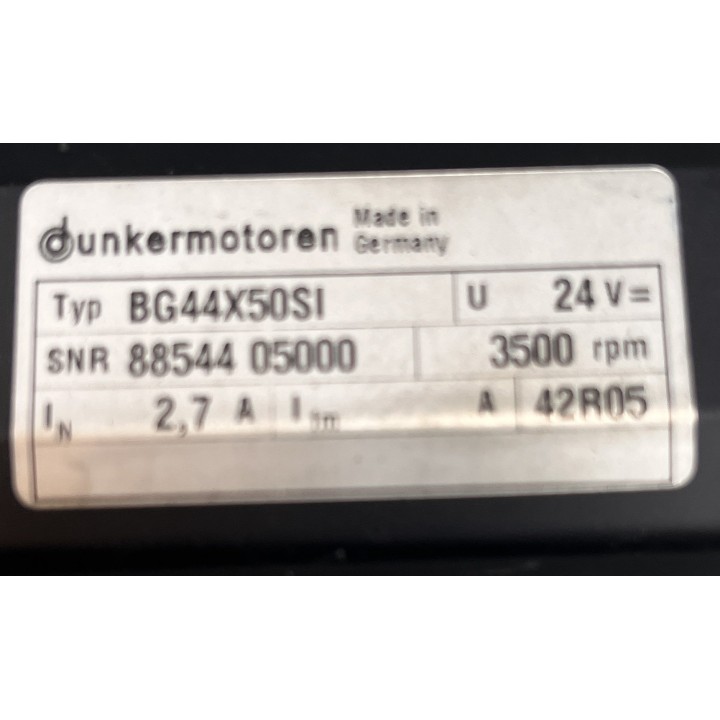 dunkermotoren Made in Germany
Typ BG44X50SI U 24 V=
SNR 88544 05000 3500 rpm
IN 2,7 A I A 42R05